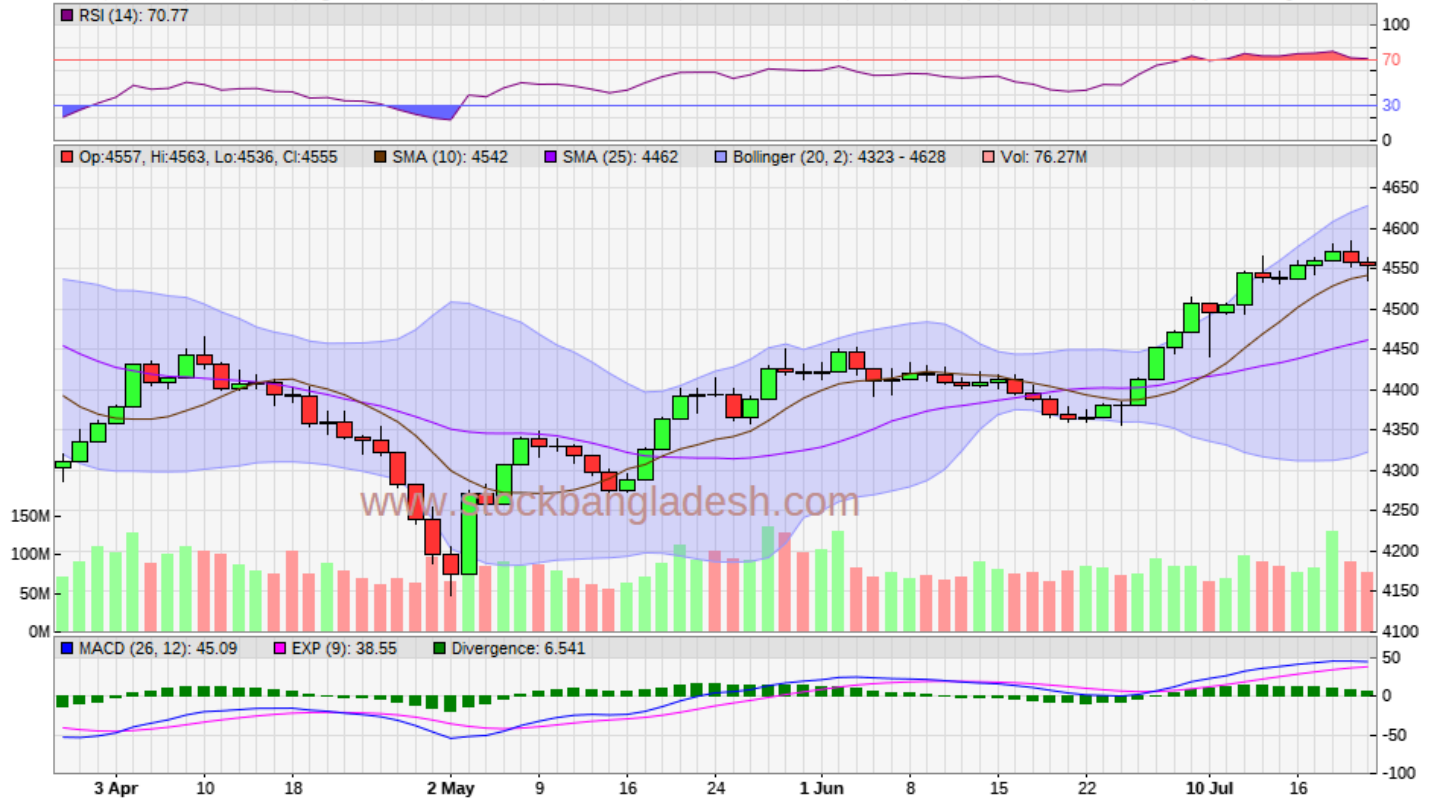 RSI (14): 70.77
100
70
30
0
Op:4557, Hi:4563, Lo:4536, Cl:4555 SMA (10): 4542 SMA (25): 4462 Bollinger (20, 2): 4323 - 4628 Vol: 76.27M
4650
4600
4550
4500
4450
4400
4350
4300
4250
4200
4150
4100
150M
100M
50M
0M
www.stockbangladesh.com
MACD (26, 12): 45.09 EXP (9): 38.55 Divergence: 6.541
50
0
-50
-100
3 Apr 10 18 2 May 9 16 24 1 Jun 8 15 22 10 Jul 16